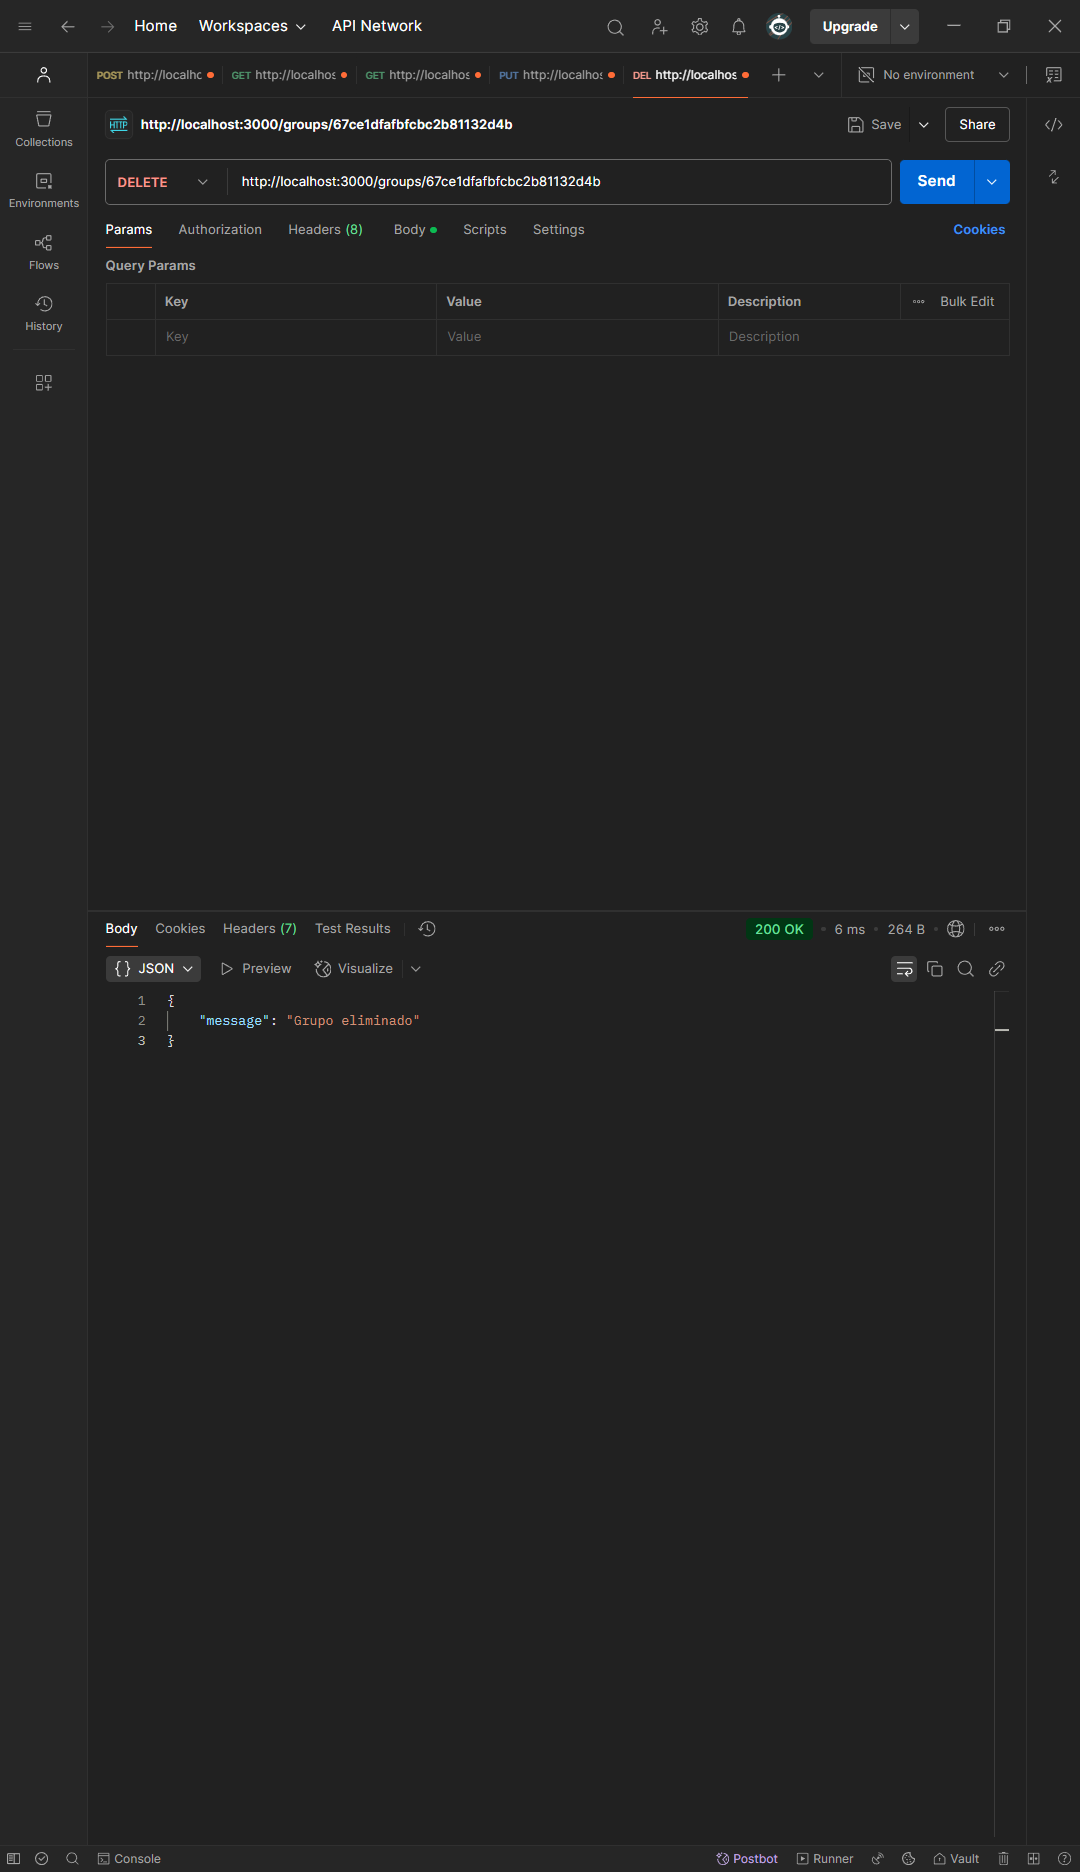 Home Workspaces API Network Upgrade
POST http://localhc GET http://localhos GET http://localhos PUT http://localhos DEL http://localhos No environment
HTTP http://localhost:3000/groups/67ce1dfafbfcbc2b81132d4b Save Share
Collections
DELETE http://localhost:3000/groups/67ce1dfafbfcbc2b81132d4b Send
Environments
Params Authorization Headers (8) Body Scripts Settings Cookies
Flows
Query Params
Key Value Description Bulk Edit
History
Key Value Description
Body Cookies Headers (7) Test Results 200 OK 6 ms 264 B
{} JSON Preview Visualize
1 {
2 "message": "Grupo eliminado"
3 }
Console Postbot Runner Vault